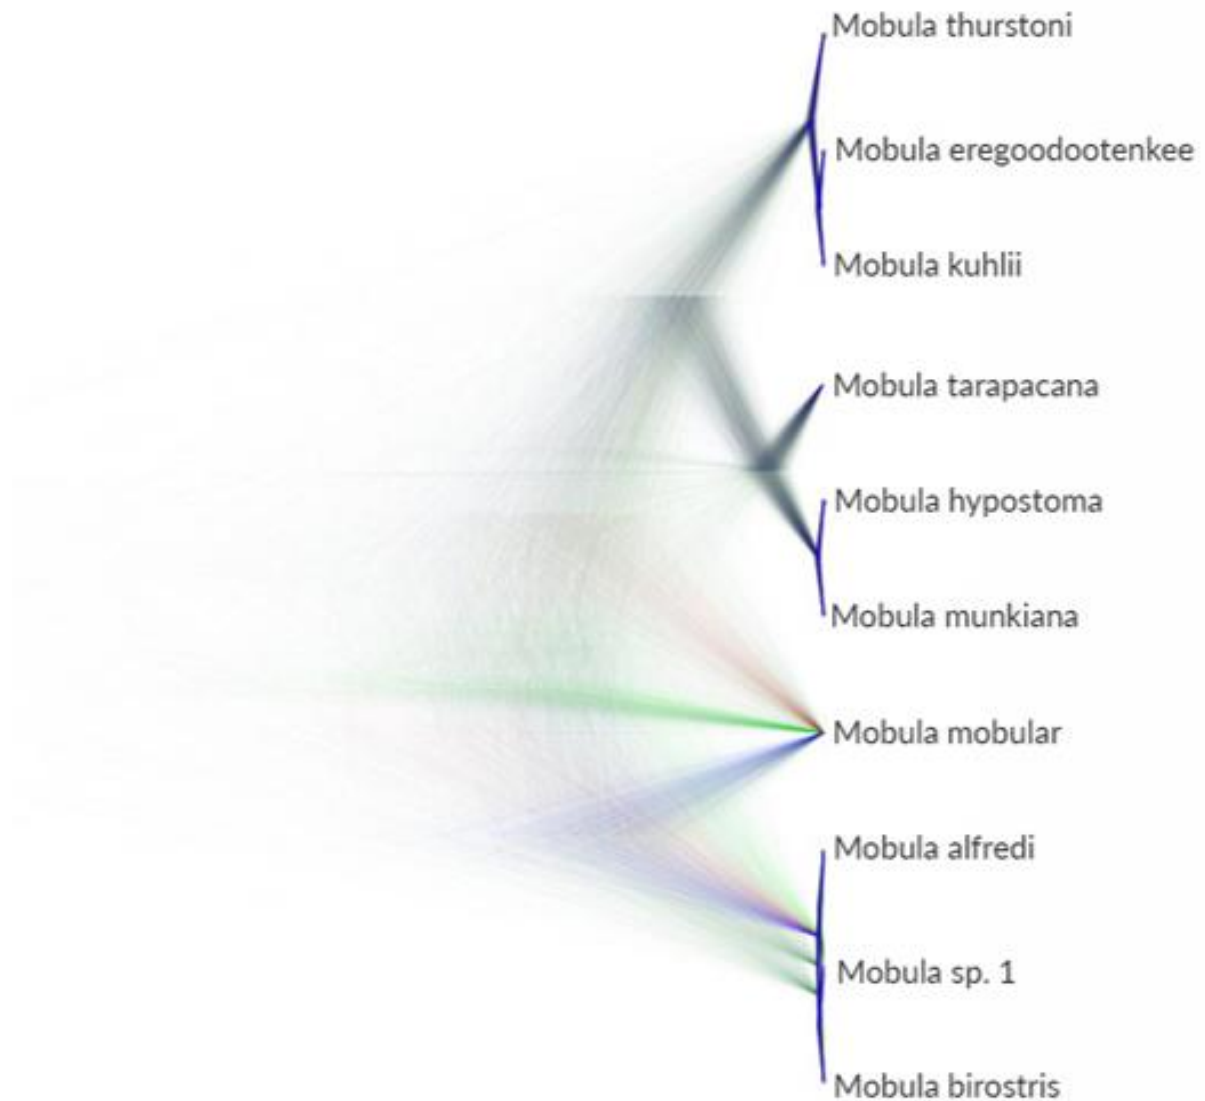 Mobula thurstoni
Mobula eregoodootenkee
Mobula kuhlii
Mobula tarapacana
Mobula hypostoma
Mobula munkiana
Mobula mobular
Mobula alfredi
Mobula sp. 1
Mobula birostris